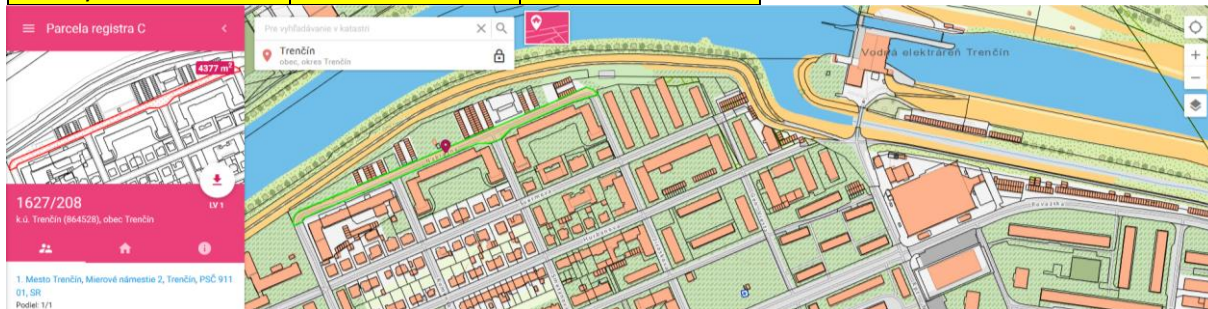 Parcela registra C
4377 m²
1627/208
k.ú. Trenčín (864528), obec Trenčín
LV 1
1. Mesto Trenčín, Mierové námestie 2, Trenčín, PSČ 911
01, SR
Podiel: 1/1
Pre vyhľadávanie v katastri
Trenčín
obec, okres Trenčín
Vodná elektráreň Trenčín
Považská